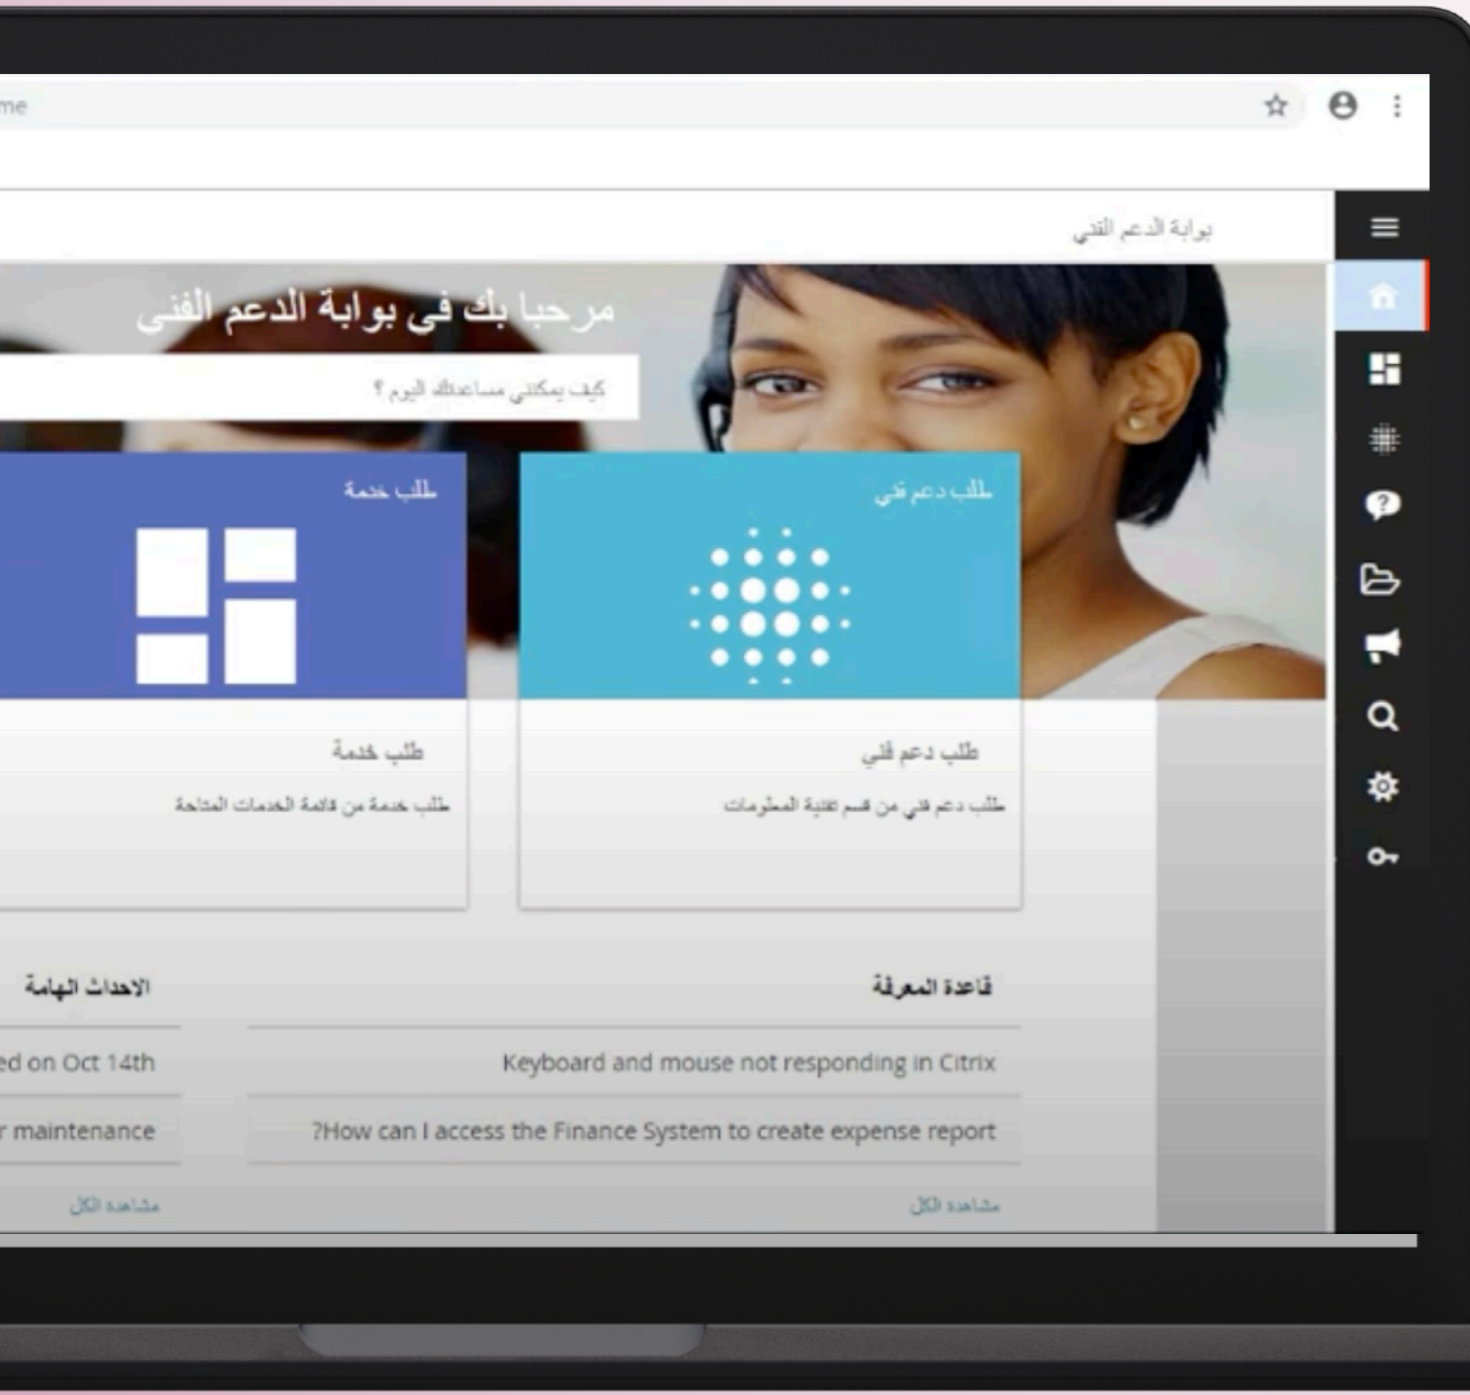 me
بوابة الدعم الفني
مرحبا بك في بوابة الدعم الفني
كيف يمكنني مساعدتك اليوم ؟
طلب دعم فني
طلب خدمة
طلب دعم فني
طلب دعم فني من قسم تقنية المعلومات
طلب خدمة
طلب خدمة من قائمة الخدمات المتاحة
قاعدة المعرفة
Keyboard and mouse not responding in Citrix
?How can I access the Finance System to create expense report
مشاهدة الكل
الاحداث الهامة
ed on Oct 14th
r maintenance
مشاهدة الكل